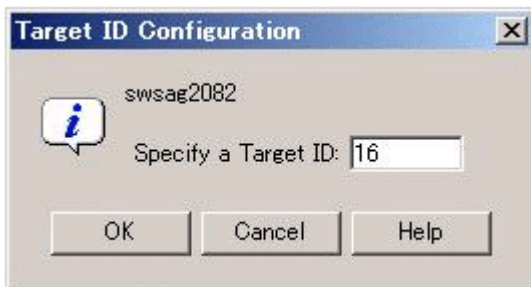 Target ID Configuration
swsag2082
Specify a Target ID: 16
OK Cancel Help